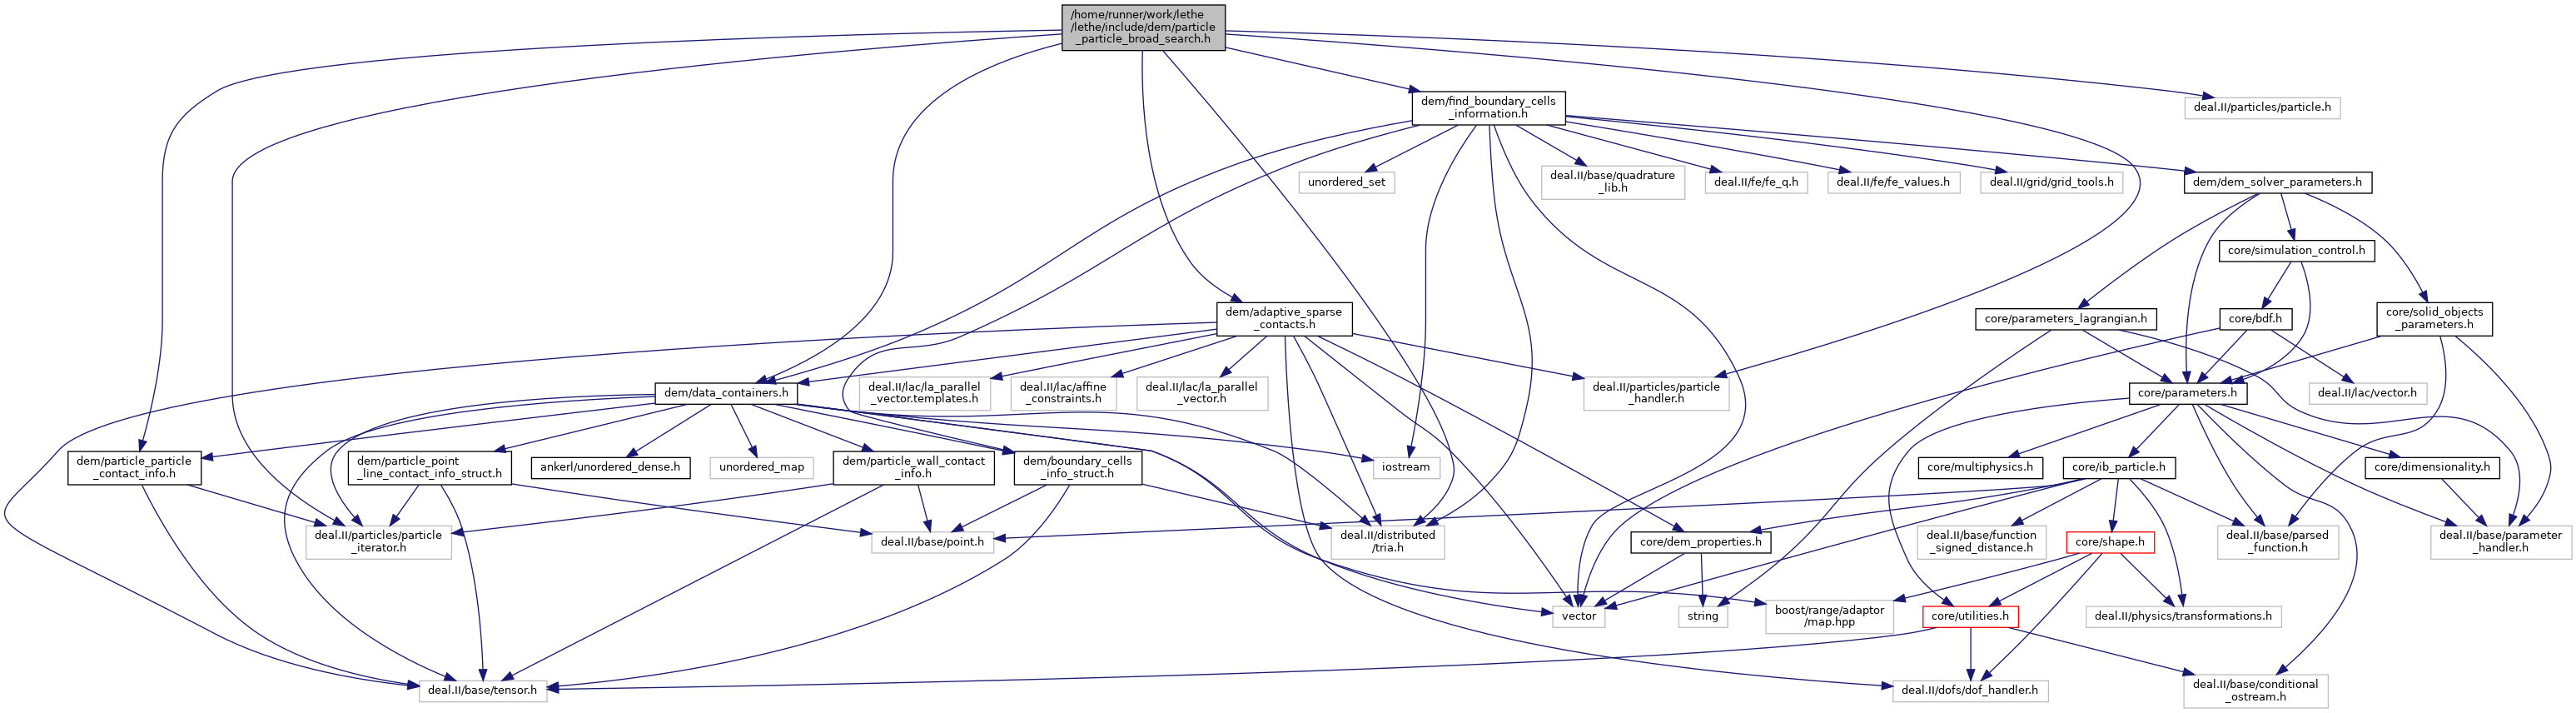 /home/runner/work/lethe
/lethe/include/dem/particle
_particle_broad_search.h
dem/find_boundary_cells
_information.h
deal.II/particles/particle.h
unordered_set
deal.II/base/quadrature
_lib.h
deal.II/fe/fe_q.h
deal.II/fe/fe_values.h
deal.II/grid/grid_tools.h
dem/dem_solver_parameters.h
core/simulation_control.h
dem/adaptive_sparse
_contacts.h
core/parameters_lagrangian.h
core/bdf.h
core/solid_objects
_parameters.h
dem/data_containers.h
deal.II/lac/la_parallel
_vector.templates.h
deal.II/lac/affine
_constraints.h
deal.II/lac/la_parallel
_vector.h
deal.II/particles/particle
_handler.h
core/parameters.h
deal.II/lac/vector.h
dem/particle_particle
_contact_info.h
dem/particle_point
_line_contact_info_struct.h
ankerl/unordered_dense.h
unordered_map
dem/particle_wall_contact
_info.h
dem/boundary_cells
_info_struct.h
iostream
core/multiphysics.h
core/ib_particle.h
core/dimensionality.h
deal.II/particles/particle
_iterator.h
deal.II/base/point.h
deal.II/distributed
/tria.h
core/dem_properties.h
deal.II/base/function
_signed_distance.h
core/shape.h
deal.II/base/parsed
_function.h
deal.II/base/parameter
_handler.h
boost/range/adaptor
/map.hpp
vector
string
core/utilities.h
deal.II/physics/transformations.h
deal.II/base/tensor.h
deal.II/dofs/dof_handler.h
deal.II/base/conditional
_ostream.h